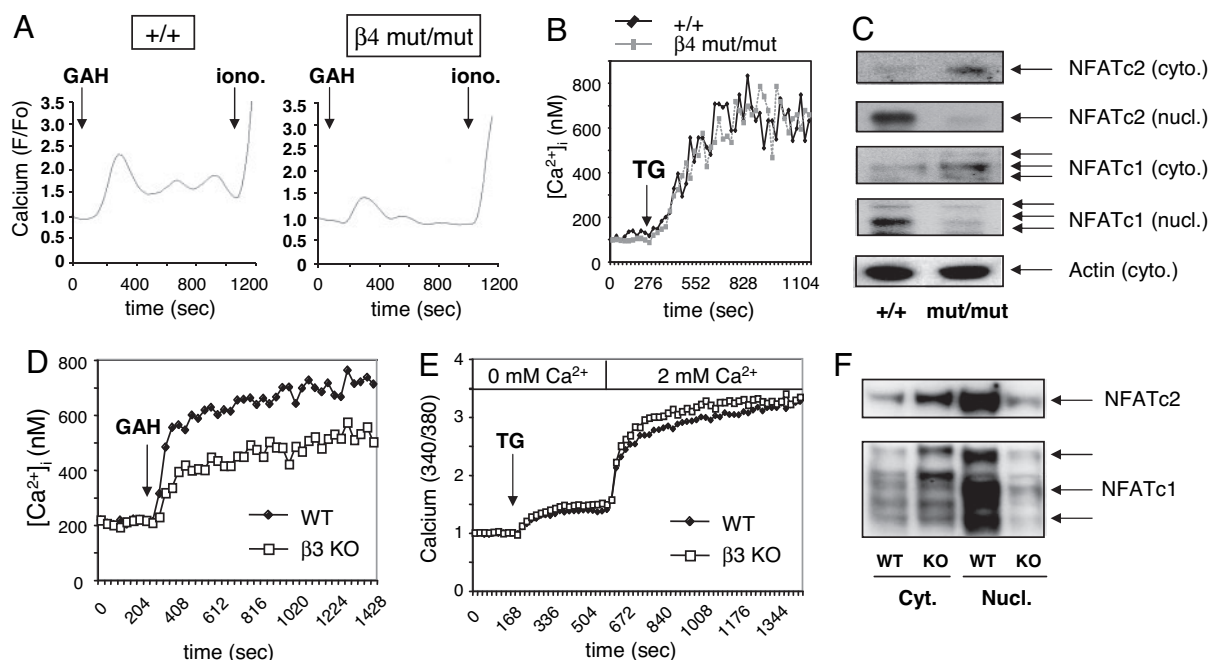 A
+/+
β4 mut/mut
GAH
iono.
GAH
iono.
Calcium (F/Fo)
3.5
3.0
2.5
2.0
1.5
1.0
0.5
0
3.5
3.0
2.5
2.0
1.5
1.0
0.5
0
0 400 800 1200
0 400 800 1200
time (sec)
time (sec)
B
+/+
β4 mut/mut
[Ca²⁺]i (nM)
800
600
400
200
0
TG
0 276 552 828 1104
time (sec)
C
NFATc2 (cyto.)
NFATc2 (nucl.)
NFATc1 (cyto.)
NFATc1 (nucl.)
Actin (cyto.)
+/+ mut/mut
D
[Ca²⁺]i (nM)
800
600
400
200
0
GAH
WT
β3 KO
0 204 408 612 816 1020 1224 1428
time (sec)
E
Calcium (340/380)
4
3
2
1
0
0 mM Ca²⁺
2 mM Ca²⁺
TG
WT
β3 KO
0 168 336 504 672 840 1008 1176 1344
time (sec)
F
NFATc2
NFATc1
WT KO WT KO
Cyt. Nucl.